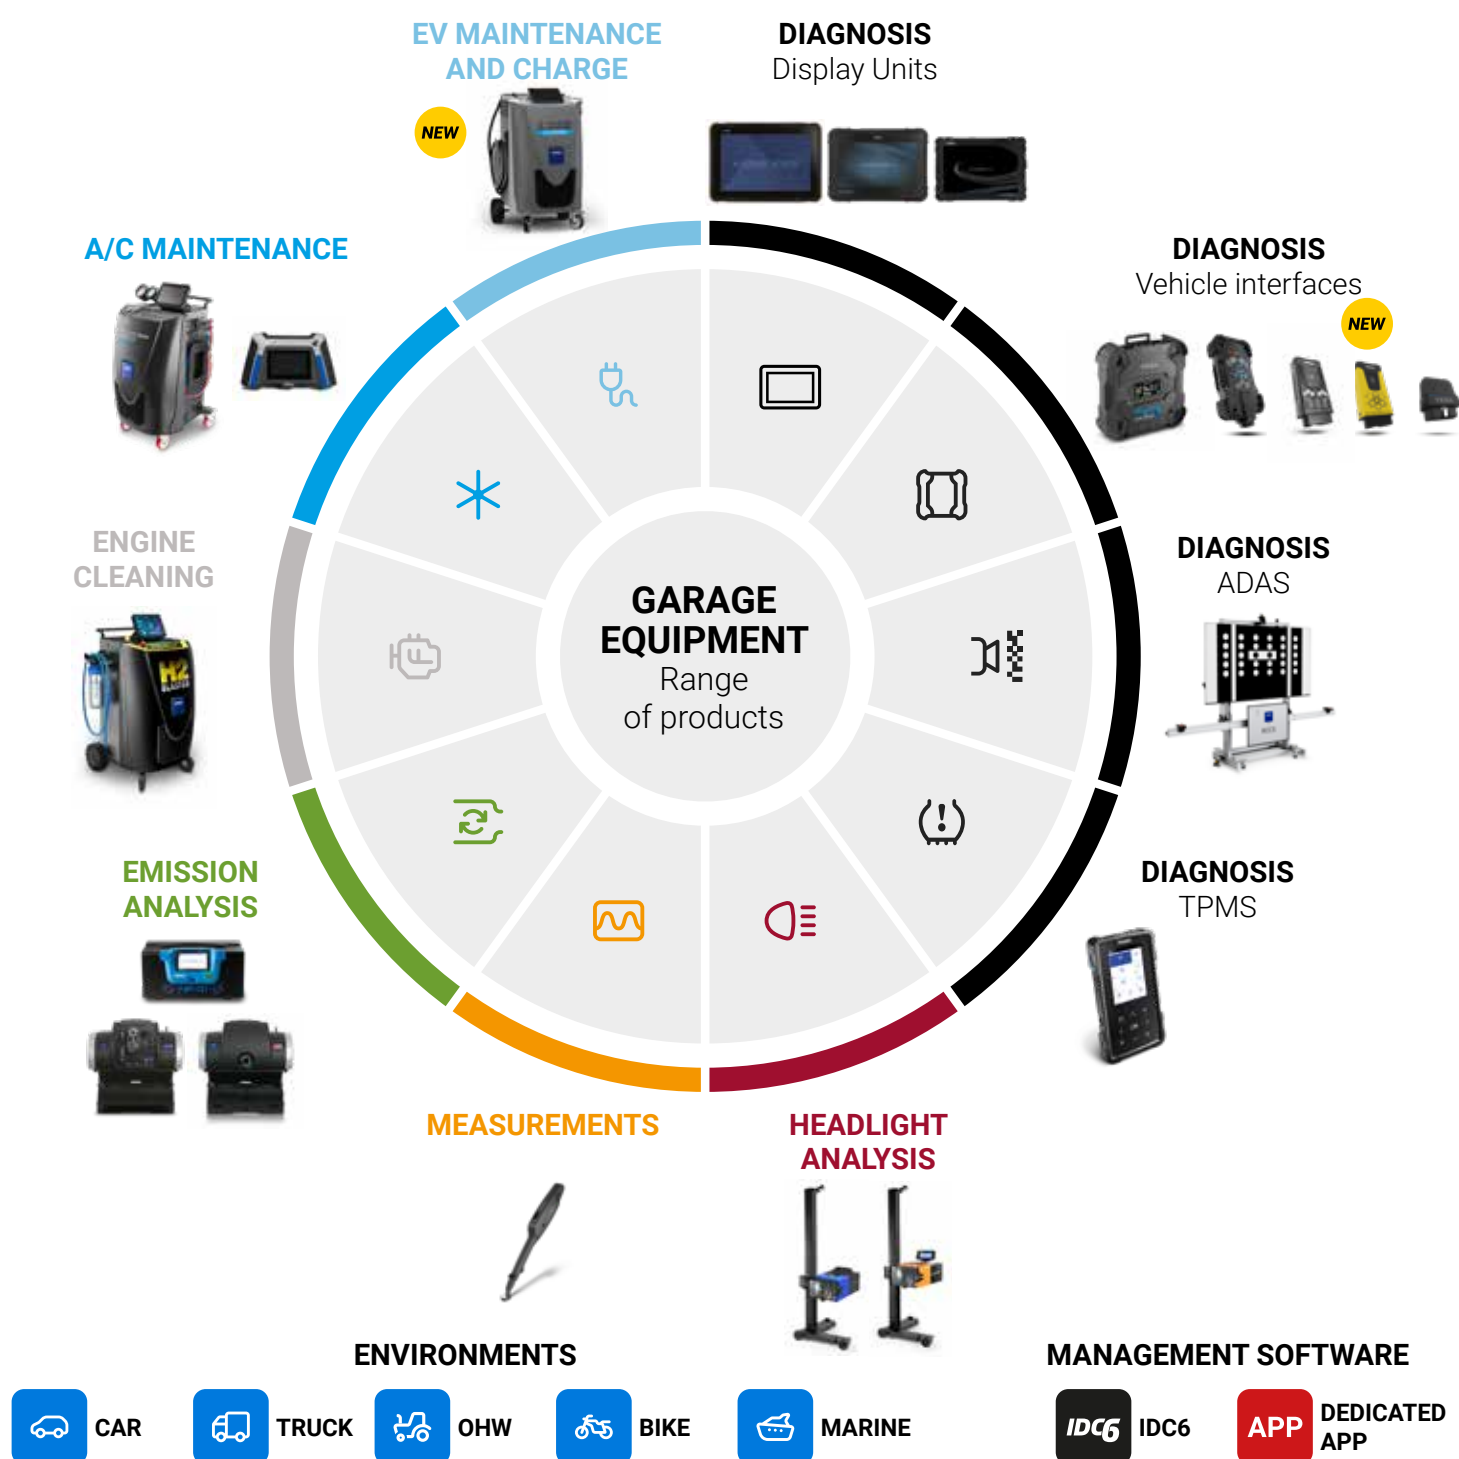 EV MAINTENANCE
AND CHARGE
NEW
DIAGNOSIS
Display Units
A/C MAINTENANCE
DIAGNOSIS
Vehicle interfaces
NEW
ENGINE
CLEANING
H2
DIAGNOSIS
ADAS
GARAGE
EQUIPMENT
Range
of products
EMISSION
ANALYSIS
DIAGNOSIS
TPMS
MEASUREMENTS
HEADLIGHT
ANALYSIS
ENVIRONMENTS
CAR
TRUCK
OHW
BIKE
MARINE
MANAGEMENT SOFTWARE
IDC6 IDC6
APP DEDICATED
APP